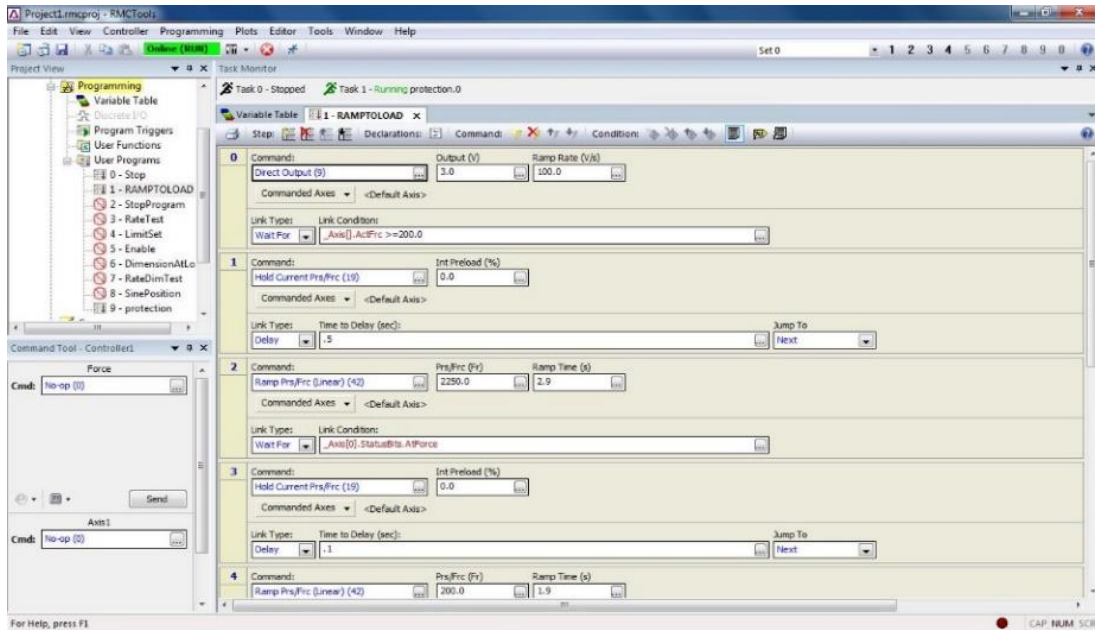 Project1.rmcproj - RMCTools
File Edit View Controller Programming Plots Editor Tools Window Help
Online (RUN)
Set 0
1 2 3 4 5 6 7 8 9 0
Project View
Programming
Variable Table
Discrete I/O
Program Triggers
User Functions
User Programs
0 - Stop
1 - RAMPTOLOAD
2 - StopProgram
3 - RateTest
4 - LimitSet
5 - Enable
6 - DimensionAtLo
7 - RateDimTest
8 - SinePosition
9 - protection
Command Tool - Controller1
Force
Cmd: No-op (0)
Send
Axis1
Cmd: No-op (0)
Task Monitor
Task 0 - Stopped Task 1 - Running protection.0
Variable Table 1 - RAMPTOLOAD
Step: Declarations: Command: Condition:
0 Command: Output (V) Ramp Rate (V/s)
Direct Output (9) 3.0 100.0
Commanded Axes <Default Axis>
Link Type: Link Condition:
Wait For _Axis[].ActFrc >=200.0
1 Command: Int Preload (%)
Hold Current Prs/Frc (19) 0.0
Commanded Axes <Default Axis>
Link Type: Time to Delay (sec): Jump To
Delay .5 Next
2 Command: Prs/Frc (Fr) Ramp Time (s)
Ramp Prs/Frc (Linear) (42) 2250.0 2.9
Commanded Axes <Default Axis>
Link Type: Link Condition:
Wait For _Axis[0].StatusBits.AtForce
3 Command: Int Preload (%)
Hold Current Prs/Frc (19) 0.0
Commanded Axes <Default Axis>
Link Type: Time to Delay (sec): Jump To
Delay .1 Next
4 Command: Prs/Frc (Fr) Ramp Time (s)
Ramp Prs/Frc (Linear) (42) 200.0 1.9
For Help, press F1
CAP NUM SCR